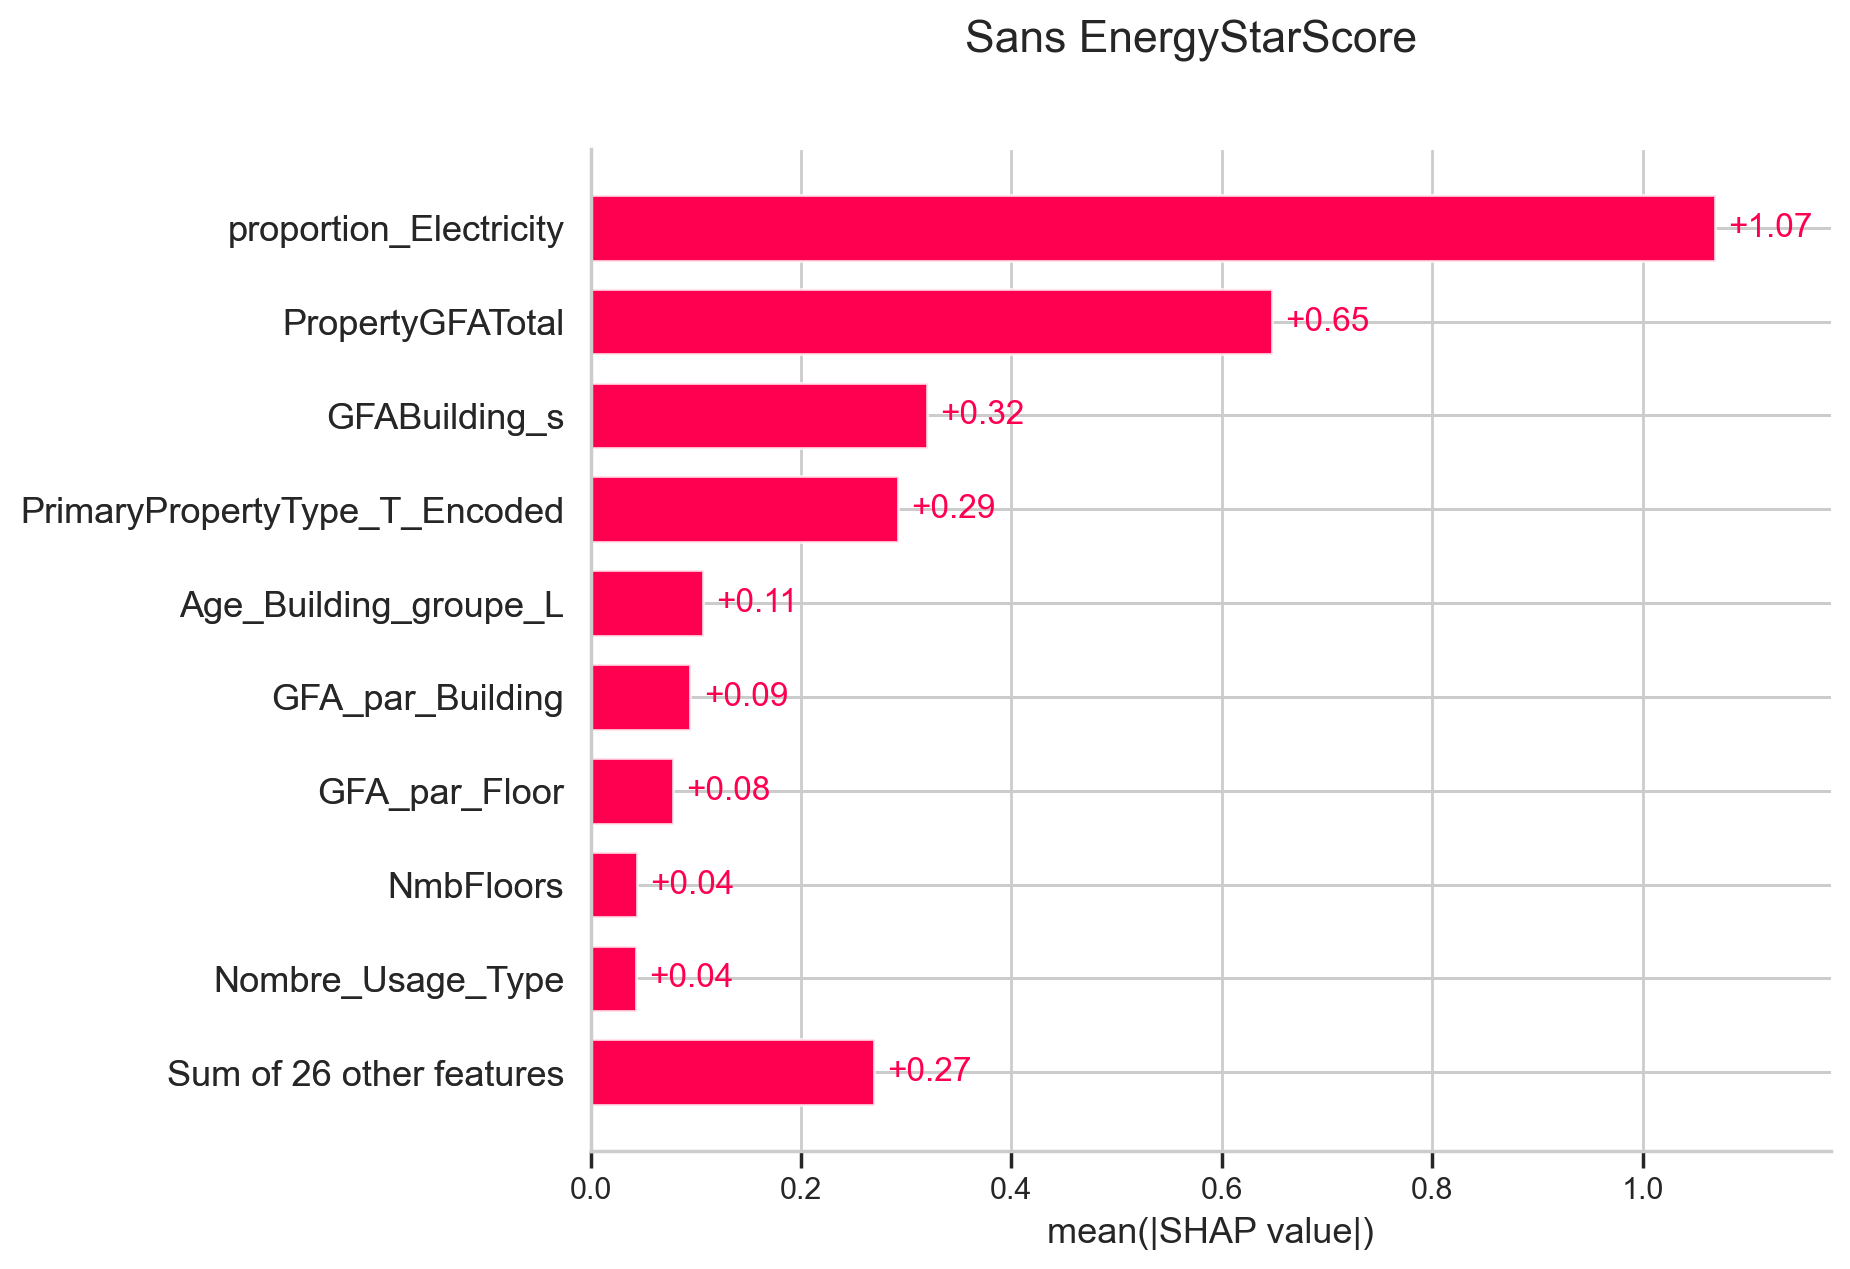 Sans EnergyStarScore
proportion_Electricity
+1.07
PropertyGFATotal
+0.65
GFABuilding_s
+0.32
PrimaryPropertyType_T_Encoded
+0.29
Age_Building_groupe_L
+0.11
GFA_par_Building
+0.09
GFA_par_Floor
+0.08
NmbFloors
+0.04
Nombre_Usage_Type
+0.04
Sum of 26 other features
+0.27
0.0 0.2 0.4 0.6 0.8 1.0
mean(|SHAP value|)